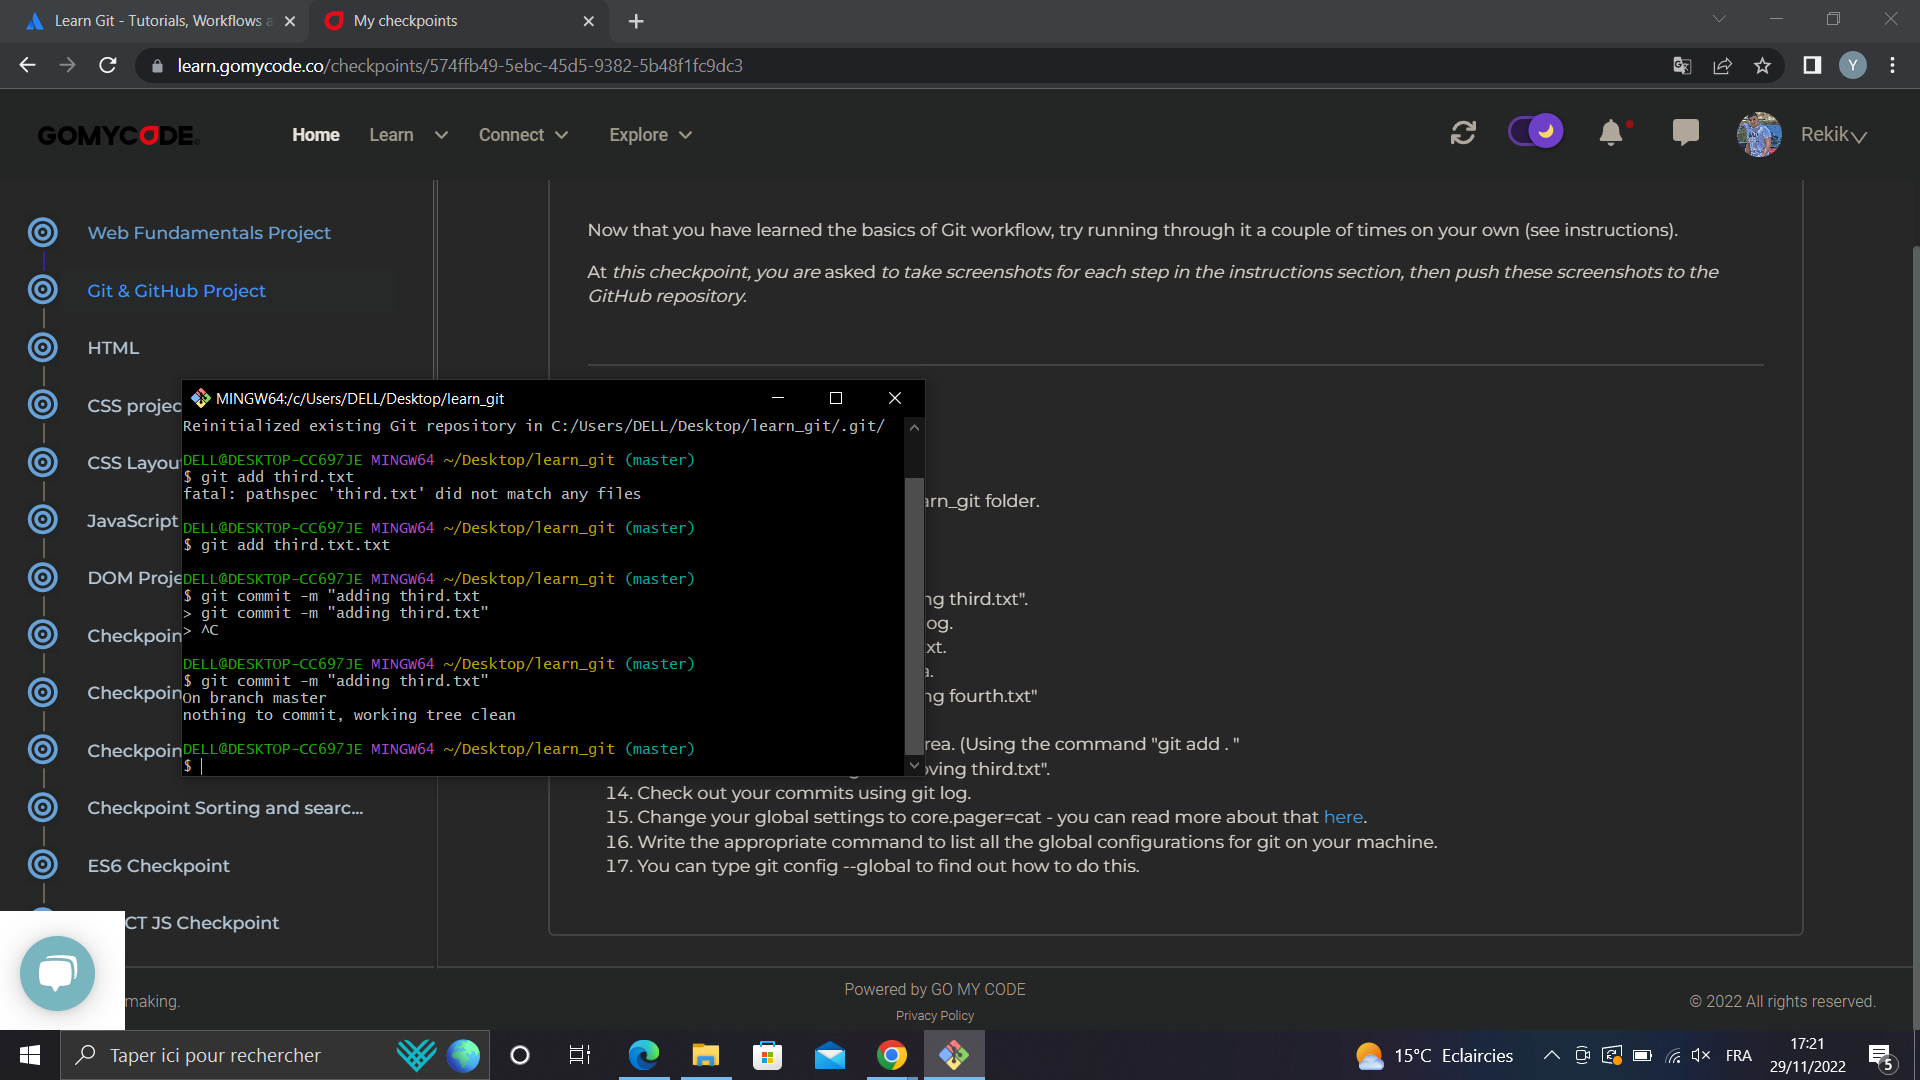 Learn Git - Tutorials, Workflows a
My checkpoints
learn.gomycode.co/checkpoints/574ffb49-5ebc-45d5-9382-5b48f1fc9dc3
Y
GOMYCODE
Home
Learn
Connect
Explore
Rekik
Web Fundamentals Project
Git & GitHub Project
HTML
CSS projec
CSS Layou
JavaScript
DOM Proje
Checkpoin
Checkpoin
Checkpoin
Checkpoint Sorting and searc...
ES6 Checkpoint
CT JS Checkpoint
Now that you have learned the basics of Git workflow, try running through it a couple of times on your own (see instructions).
At this checkpoint, you are asked to take screenshots for each step in the instructions section, then push these screenshots to the
GitHub repository.
MINGW64:/c/Users/DELL/Desktop/learn_git
Reinitialized existing Git repository in C:/Users/DELL/Desktop/learn_git/.git/
DELL@DESKTOP-CC697JE MINGW64 ~/Desktop/learn_git (master)
$ git add third.txt
fatal: pathspec 'third.txt' did not match any files
DELL@DESKTOP-CC697JE MINGW64 ~/Desktop/learn_git (master)
$ git add third.txt.txt
DELL@DESKTOP-CC697JE MINGW64 ~/Desktop/learn_git (master)
$ git commit -m "adding third.txt
> git commit -m "adding third.txt"
> ^C
DELL@DESKTOP-CC697JE MINGW64 ~/Desktop/learn_git (master)
$ git commit -m "adding third.txt"
On branch master
nothing to commit, working tree clean
DELL@DESKTOP-CC697JE MINGW64 ~/Desktop/learn_git (master)
$
arn_git folder.
ng third.txt".
og.
xt.
a.
ng fourth.txt"
rea. (Using the command "git add . "
oving third.txt".
14. Check out your commits using git log.
15. Change your global settings to core.pager=cat - you can read more about that here.
16. Write the appropriate command to list all the global configurations for git on your machine.
17. You can type git config --global to find out how to do this.
making.
Powered by GO MY CODE
Privacy Policy
© 2022 All rights reserved.
Taper ici pour rechercher
15°C Eclaircies
FRA
17:21
29/11/2022
5